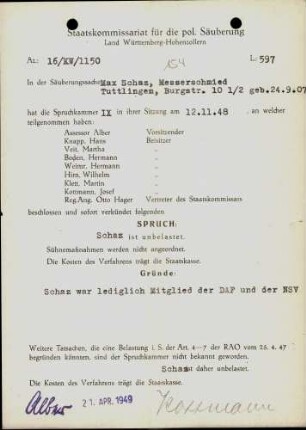 Staatskommissariat für die pol. Säuberung
Land Württemberg-Hohenzollern
Az.: 16/KW/1150
154
L: 597
In der Säuberungssache Max Schaz, Messerschmied
Tuttlingen, Burgstr. 10 1/2 geb.24.9.07
hat die Spruchkammer IX in ihrer Sitzung am 12.11.48 an welcher
teilgenommen haben:
Assessor Alber Vorsitzender
Knapp, Hans Beisitzer
Veit, Martha "
Boden, Hermann "
Weiter, Hermann "
Hirn, Wilhelm "
Klett, Martin "
Kottmann, Josef "
Reg.Ang. Otto Hager Vertreter des Staatskommissars
beschlossen und sofort verkündet folgenden
SPRUCH:
Schaz ist unbelastet.
Sühnemaßnahmen werden nicht angeordnet.
Die Kosten des Verfahrens trägt die Staatskasse.
Gründe:
Schaz war lediglich Mitglied der DAF und der NSV
Weitere Tatsachen, die eine Belastung i. S. der Art. 4—7 der RAO vom 25. 4. 47
begründen könnten, sind der Spruchkammer nicht bekannt geworden.
Schaz ist daher unbelastet.
Die Kosten des Verfahrens trägt die Staatskasse.
Alber
21. APR. 1949